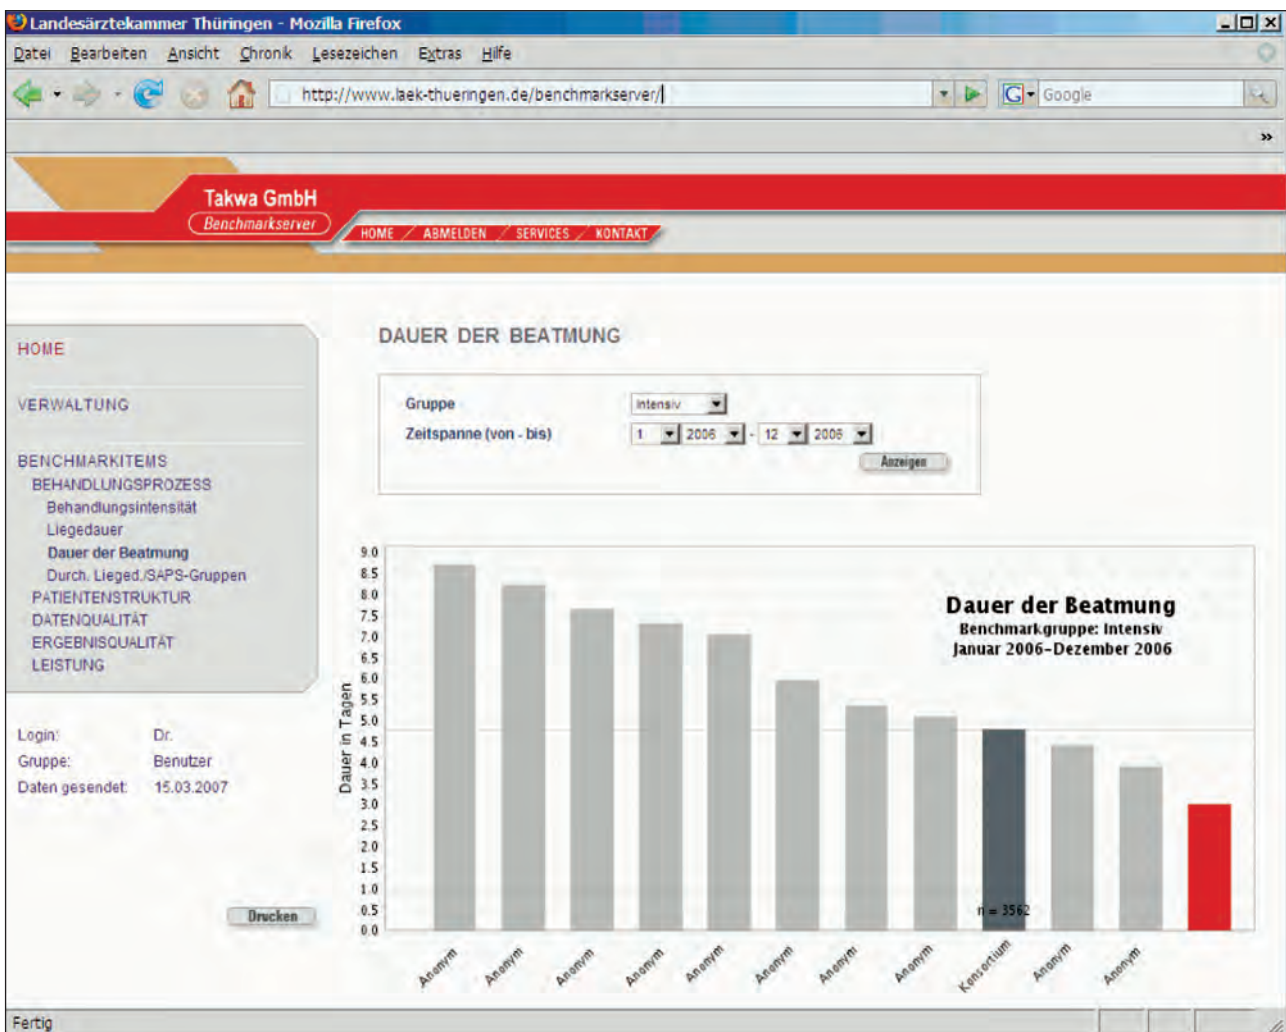 Landesärztekammer Thüringen - Mozilla Firefox
Datei Bearbeiten Ansicht Chronik Lesezeichen Extras Hilfe
http://www.laek-thueringen.de/benchmarkserver/
G Google
»
Takwa GmbH
Benchmarkserver
HOME / ABMELDEN / SERVICES / KONTAKT
HOME
VERWALTUNG
BENCHMARKITEMS
BEHANDLUNGSPROZESS
Behandlungsintensität
Liegedauer
Dauer der Beatmung
Durch. Lieged./SAPS-Gruppen
PATIENTENSTRUKTUR
DATENQUALITÄT
ERGEBNISQUALITÄT
LEISTUNG
Login: Dr.
Gruppe: Benutzer
Daten gesendet: 15.03.2007
Drucken
DAUER DER BEATMUNG
Gruppe Intensiv
Zeitspanne (von - bis) 1 2006 - 12 2006
Anzeigen
Dauer der Beatmung
Benchmarkgruppe: Intensiv
Januar 2006-Dezember 2006
Dauer in Tagen
9.0
8.5
8.0
7.5
7.0
6.5
6.0
5.5
5.0
4.5
4.0
3.5
3.0
2.5
2.0
1.5
1.0
0.5
0.0
n = 3562
Anonym Anonym Anonym Anonym Anonym Anonym Anonym Anonym Konsortium Anonym Anonym
Fertig